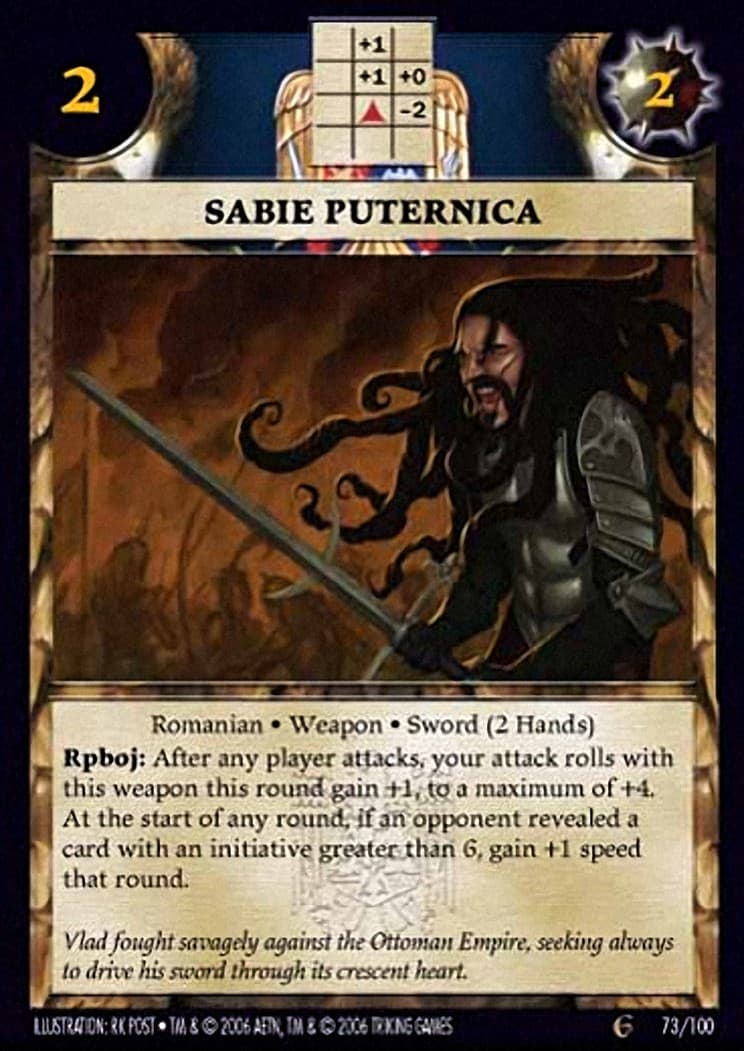 2
+1
+1 +0
-2
2
SABIE PUTERNICA
Romanian • Weapon • Sword (2 Hands)
Rpboj: After any player attacks, your attack rolls with
this weapon this round gain +1, to a maximum of +4.
At the start of any round, if an opponent revealed a
card with an initiative greater than 6, gain +1 speed
that round.
Vlad fought savagely against the Ottoman Empire, seeking always
to drive his sword through its crescent heart.
ILLUSTRATION: RK POST • TM & © 2006 AETN, TM & © 2006 TRIKING GAMES
73/100